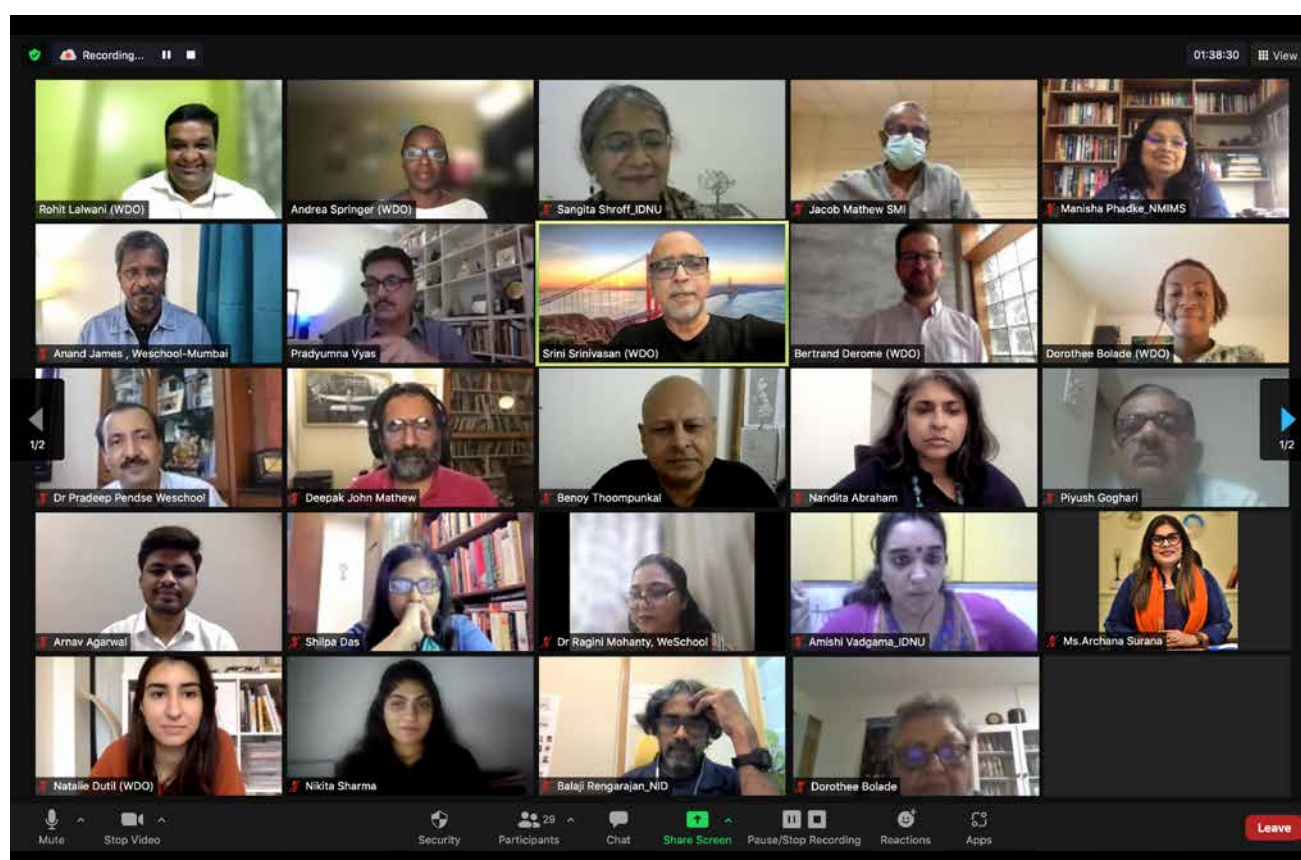 Recording...
01:38:30
View
Rohit Lalwani (WDO)
Andrea Springer (WDO)
Sangita Shroff_IDNU
Jacob Mathew SMI
Manisha Phadke_NMIMS
Anand James , Weschool-Mumbai
Pradyumna Vyas
Srini Srinivasan (WDO)
Bertrand Derome (WDO)
Dorothee Bolade (WDO)
1/2
1/2
Dr Pradeep Pendse Weschool
Deepak John Mathew
Benoy Thoompunkal
Nandita Abraham
Piyush Goghari
Arnav Agarwal
Shilpa Das
Dr Ragini Mohanty, WeSchool
Amishi Vadgama_IDNU
Ms.Archana Surana
Natalie Dutil (WDO)
Nikita Sharma
Balaji Rengarajan_NID
Dorothee Bolade
Mute
Stop Video
Security
29
Participants
Chat
Share Screen
Pause/Stop Recording
Reactions
Apps
Leave